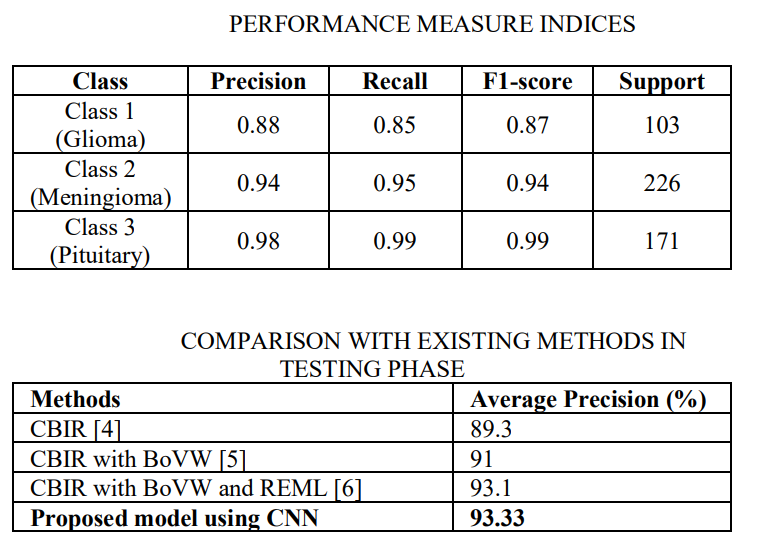 PERFORMANCE MEASURE INDICES
Class Precision Recall F1-score Support
Class 1
(Glioma) 0.88 0.85 0.87 103
Class 2
(Meningioma) 0.94 0.95 0.94 226
Class 3
(Pituitary) 0.98 0.99 0.99 171
COMPARISON WITH EXISTING METHODS IN
TESTING PHASE
Methods Average Precision (%)
CBIR [4] 89.3
CBIR with BoVW [5] 91
CBIR with BoVW and REML [6] 93.1
Proposed model using CNN 93.33